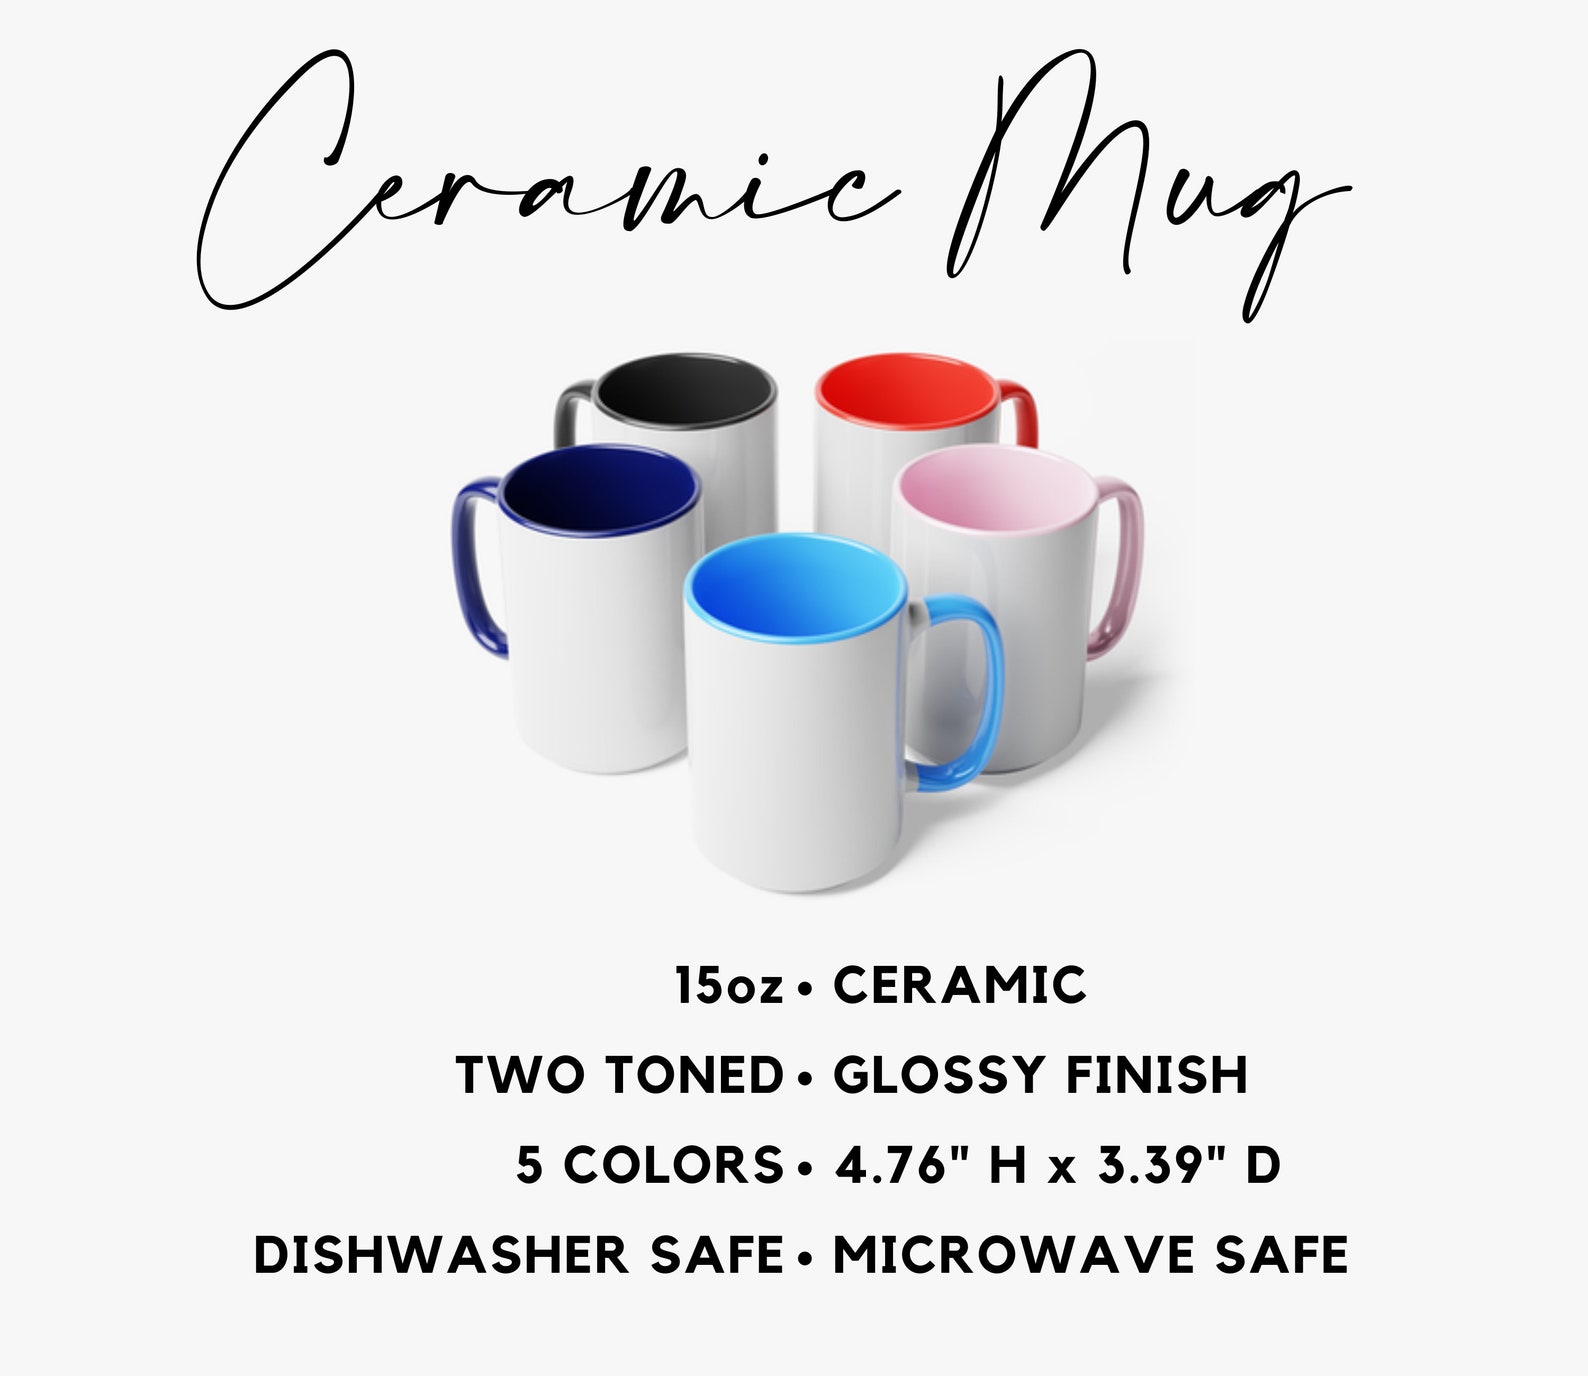 Ceramic Mug
15oz • CERAMIC
TWO TONED • GLOSSY FINISH
5 COLORS • 4.76" H x 3.39" D
DISHWASHER SAFE • MICROWAVE SAFE